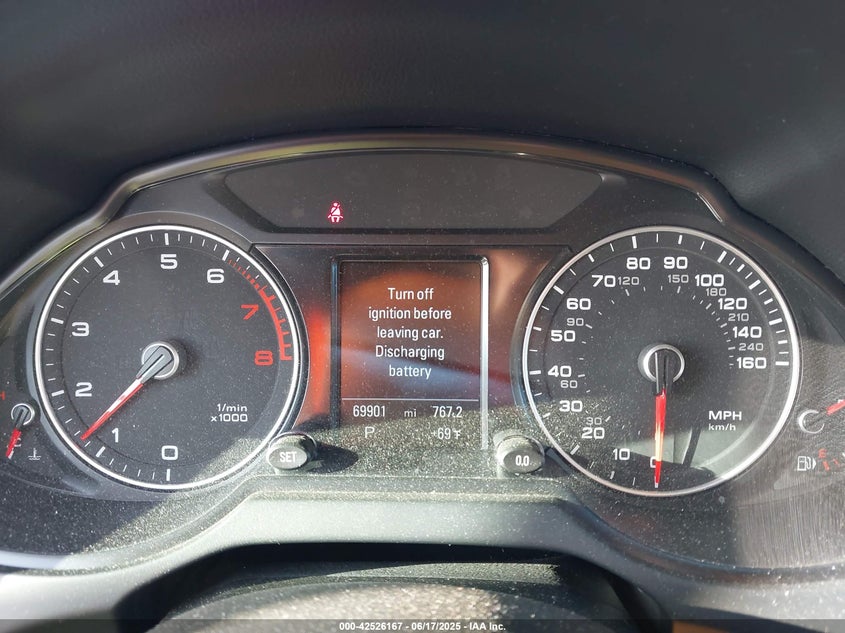 Turn off
ignition before
leaving car.
Discharging
battery
69901 mi 767.2
P +69°F
0 1 2 3 4 5 6 7 8
1/min
x1000
SET
0.0
0 10 20 30 40 50 60 70 80 90 100 120 140 160
30 60 90 120 150 180 210 240
MPH
km/h
H
C
000-42526167 - 06/17/2025 - IAA Inc.